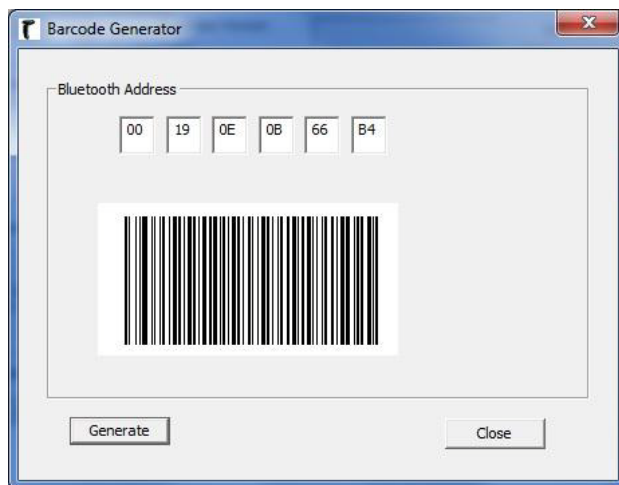 Barcode Generator
Bluetooth Address
00 19 0E 0B 66 B4
Generate Close